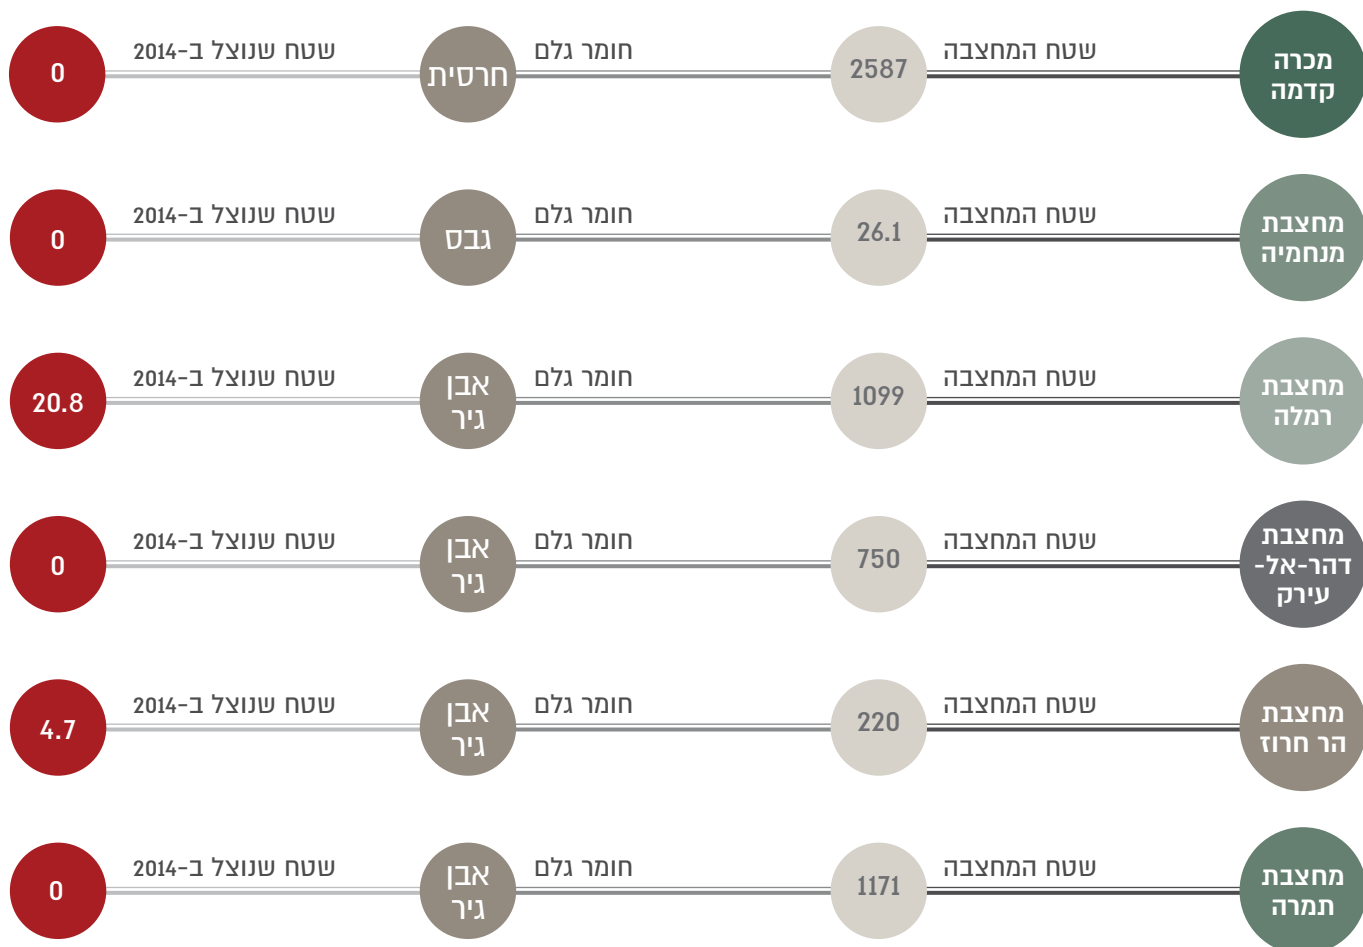 מכרה
קדמה
שטח המחצבה
2587
חומר גלם
חרסית
שטח שנוצל ב-2014
0
מחצבת
מנחמיה
שטח המחצבה
26.1
חומר גלם
גבס
שטח שנוצל ב-2014
0
מחצבת
רמלה
שטח המחצבה
1099
חומר גלם
אבן
גיר
שטח שנוצל ב-2014
20.8
מחצבת
דהר-אל-
עירק
שטח המחצבה
750
חומר גלם
אבן
גיר
שטח שנוצל ב-2014
0
מחצבת
הר חרוז
שטח המחצבה
220
חומר גלם
אבן
גיר
שטח שנוצל ב-2014
4.7
מחצבת
תמרה
שטח המחצבה
1171
חומר גלם
אבן
גיר
שטח שנוצל ב-2014
0